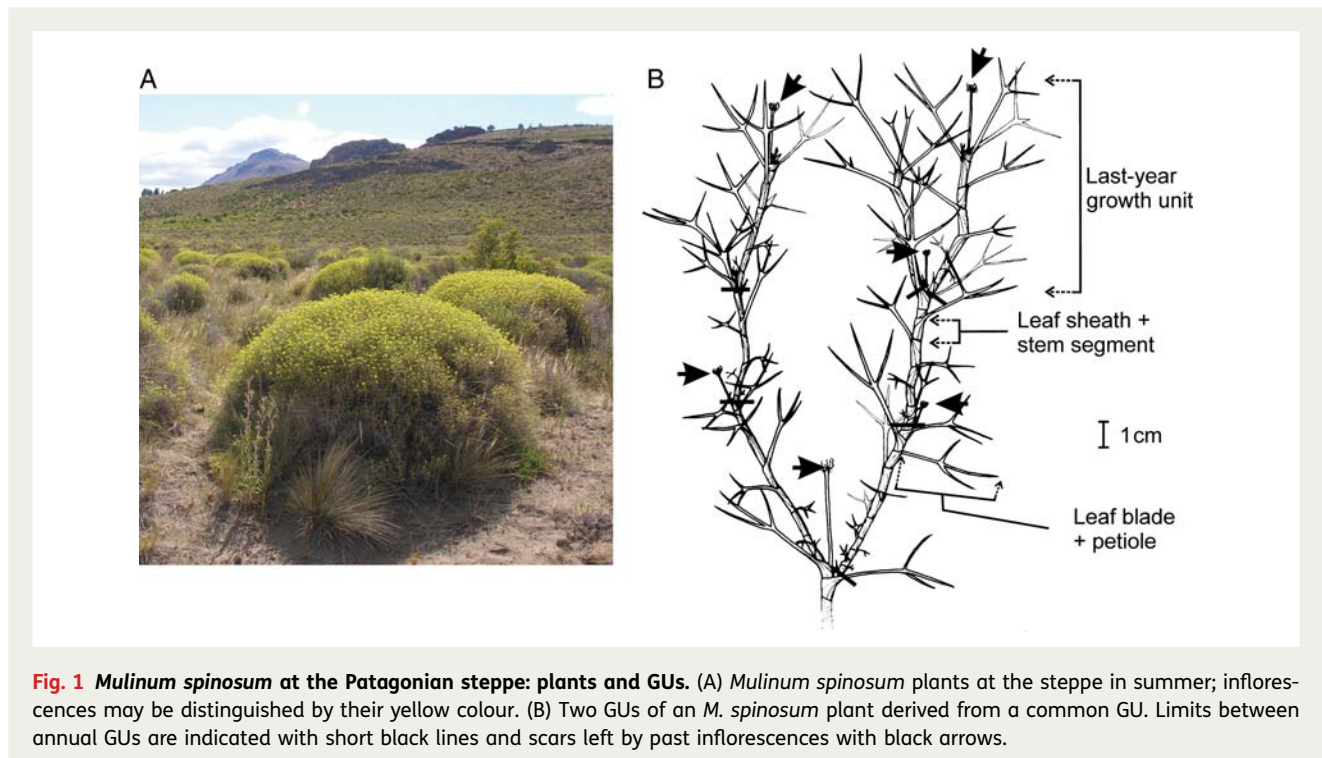 A
B
Last-year
growth unit
Leaf sheath +
stem segment
1 cm
Leaf blade
+ petiole
Fig. 1 Mulinum spinosum at the Patagonian steppe: plants and GUs. (A) Mulinum spinosum plants at the steppe in summer; inflores-
cences may be distinguished by their yellow colour. (B) Two GUs of an M. spinosum plant derived from a common GU. Limits between
annual GUs are indicated with short black lines and scars left by past inflorescences with black arrows.